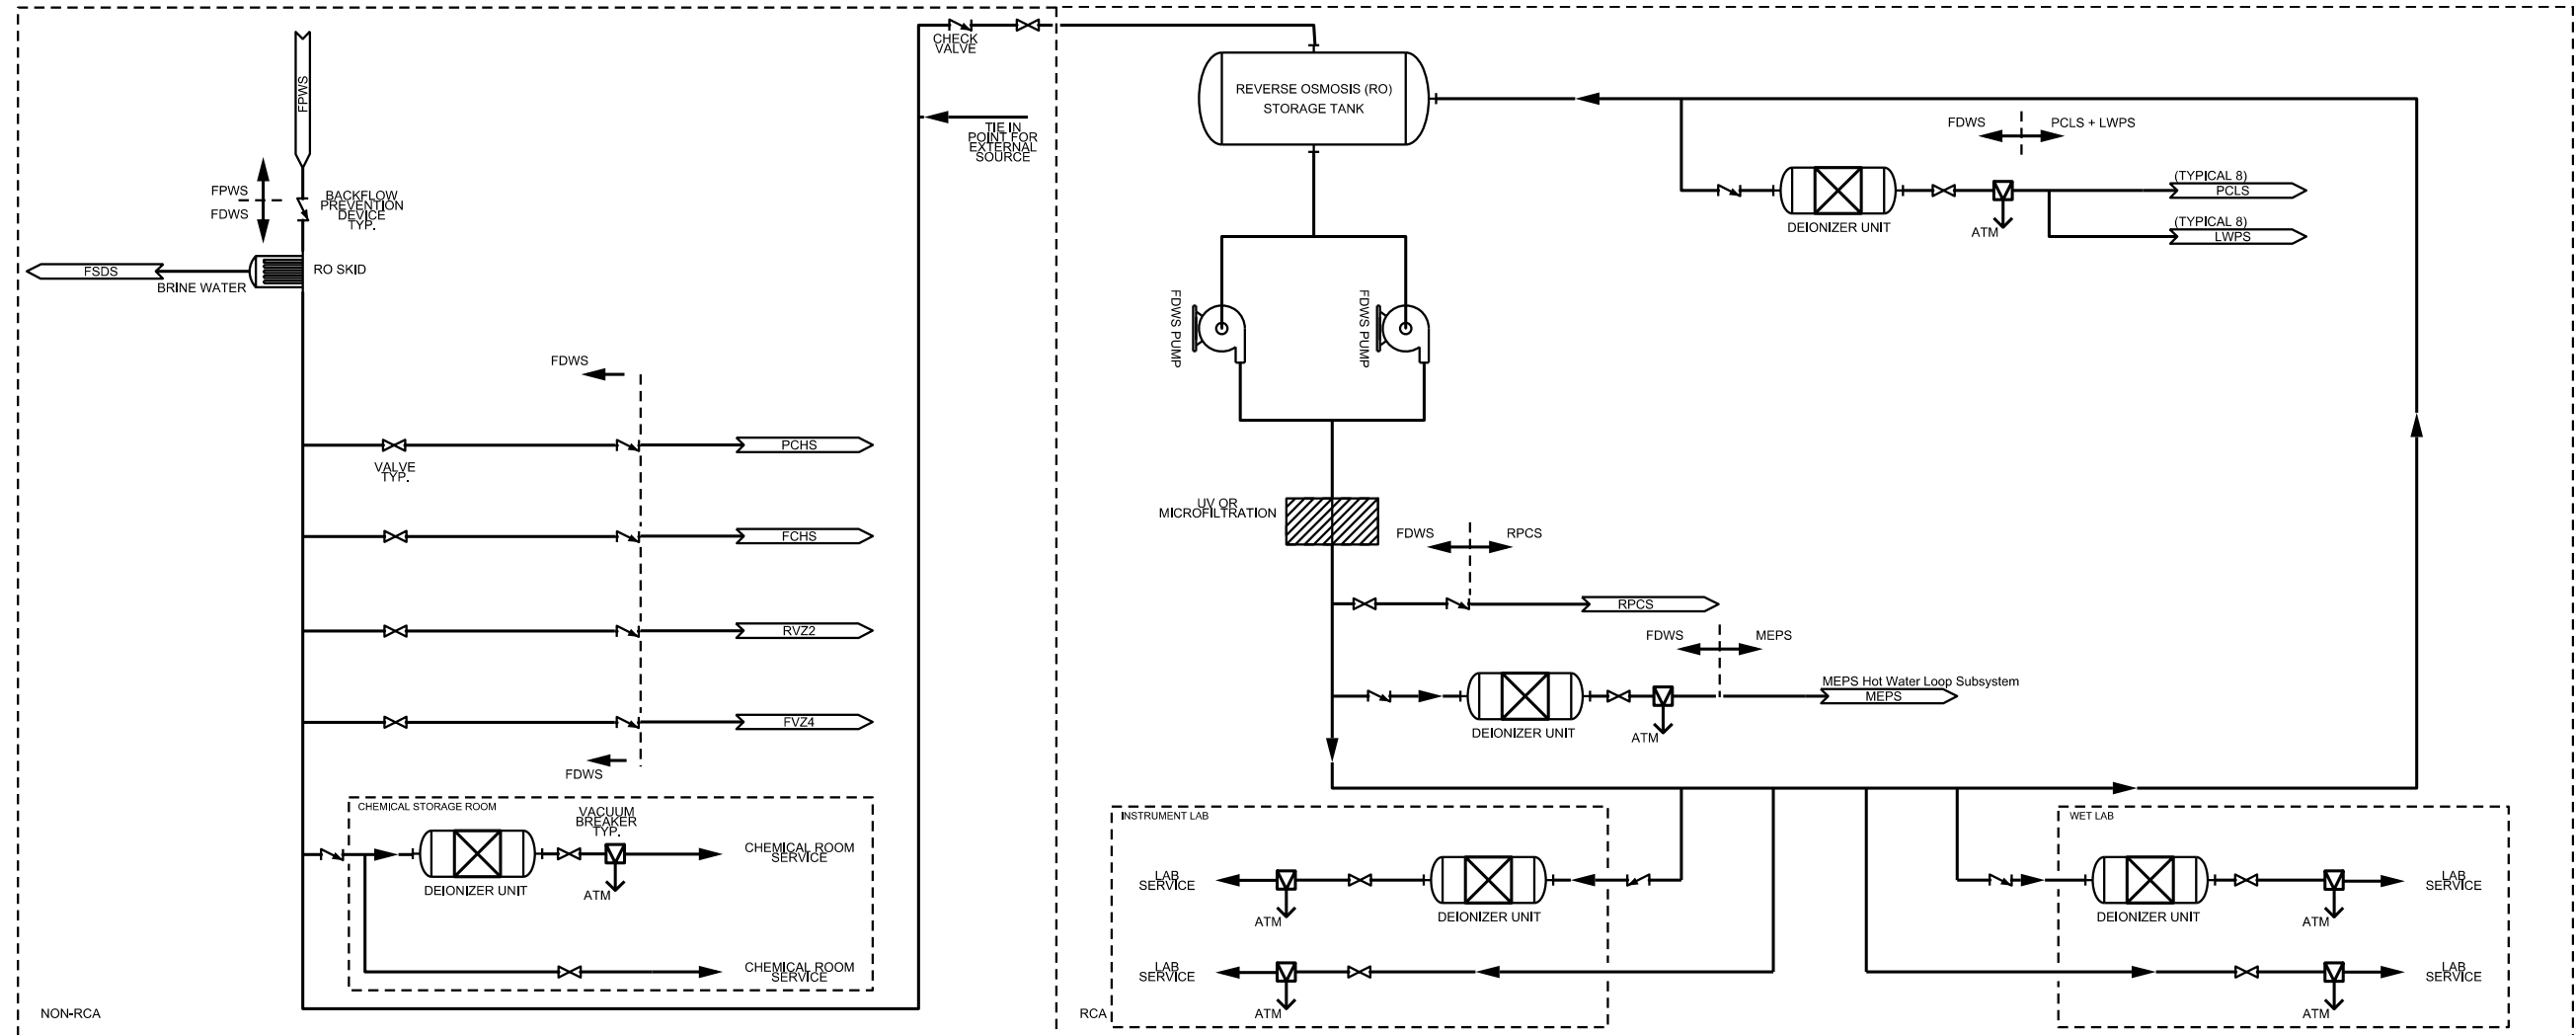 FPWS
FPWS
FDWS
BACKFLOW
PREVENTION
DEVICE
TYP.
FSDS
BRINE WATER
RO SKID
FDWS
PCHS
VALVE
TYP.
FCHS
RVZ2
FVZ4
FDWS
CHEMICAL STORAGE ROOM
VACUUM
BREAKER
TYP.
DEIONIZER UNIT
ATM
CHEMICAL ROOM
SERVICE
CHEMICAL ROOM
SERVICE
NON-RCA
CHECK
VALVE
TIE IN
POINT FOR
EXTERNAL
SOURCE
REVERSE OSMOSIS (RO)
STORAGE TANK
FDWS
PCLS + LWPS
DEIONIZER UNIT
ATM
(TYPICAL 8)
PCLS
(TYPICAL 8)
LWPS
FDWS PUMP
FDWS PUMP
UV OR
MICROFILTRATION
FDWS
RPCS
RPCS
FDWS
MEPS
MEPS Hot Water Loop Subsystem
MEPS
DEIONIZER UNIT
ATM
INSTRUMENT LAB
LAB
SERVICE
ATM
DEIONIZER UNIT
LAB
SERVICE
ATM
RCA
WET LAB
DEIONIZER UNIT
ATM
LAB
SERVICE
ATM
LAB
SERVICE